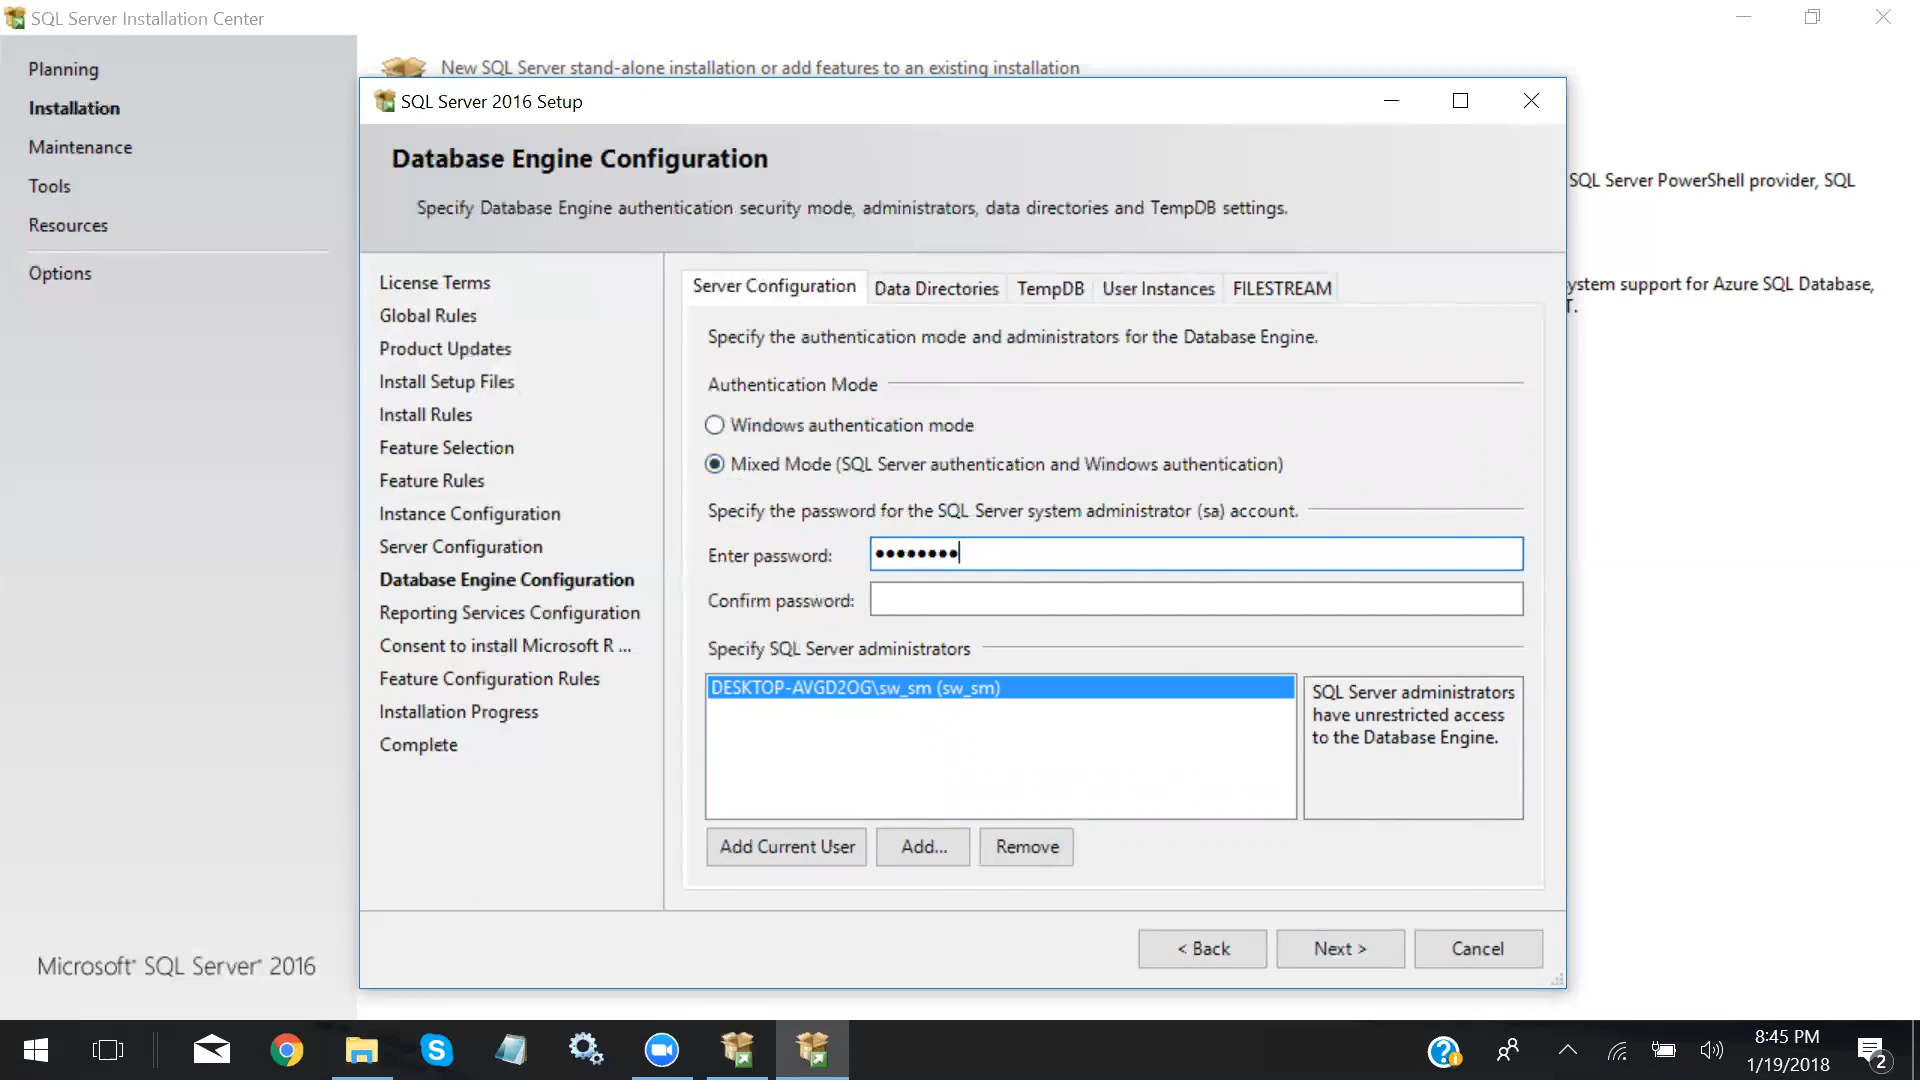 SQL Server Installation Center
Planning
Installation
Maintenance
Tools
Resources
Options
Microsoft® SQL Server® 2016
New SQL Server stand-alone installation or add features to an existing installation
SQL Server PowerShell provider, SQL
ystem support for Azure SQL Database,
T.
SQL Server 2016 Setup
Database Engine Configuration
Specify Database Engine authentication security mode, administrators, data directories and TempDB settings.
License Terms
Global Rules
Product Updates
Install Setup Files
Install Rules
Feature Selection
Feature Rules
Instance Configuration
Server Configuration
Database Engine Configuration
Reporting Services Configuration
Consent to install Microsoft R ...
Feature Configuration Rules
Installation Progress
Complete
Server Configuration Data Directories TempDB User Instances FILESTREAM
Specify the authentication mode and administrators for the Database Engine.
Authentication Mode
Windows authentication mode
Mixed Mode (SQL Server authentication and Windows authentication)
Specify the password for the SQL Server system administrator (sa) account.
Enter password: ●●●●●●●●
Confirm password:
Specify SQL Server administrators
DESKTOP-AVGD2OG\sw_sm (sw_sm)
SQL Server administrators
have unrestricted access
to the Database Engine.
Add Current User Add... Remove
< Back Next > Cancel
8:45 PM
1/19/2018
2